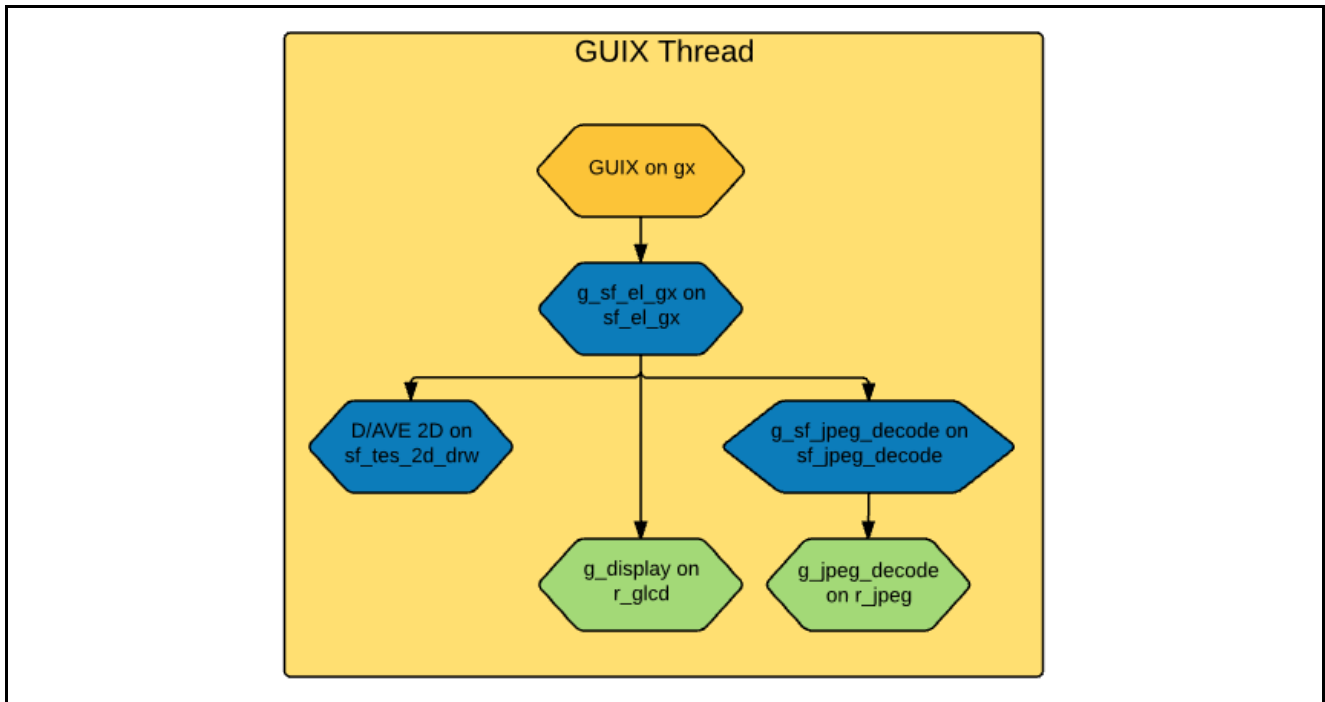 GUIX Thread
GUIX on gx
g_sf_el_gx on
sf_el_gx
D/AVE 2D on
sf_tes_2d_drw
g_sf_jpeg_decode on
sf_jpeg_decode
g_display on
r_glcd
g_jpeg_decode
on r_jpeg